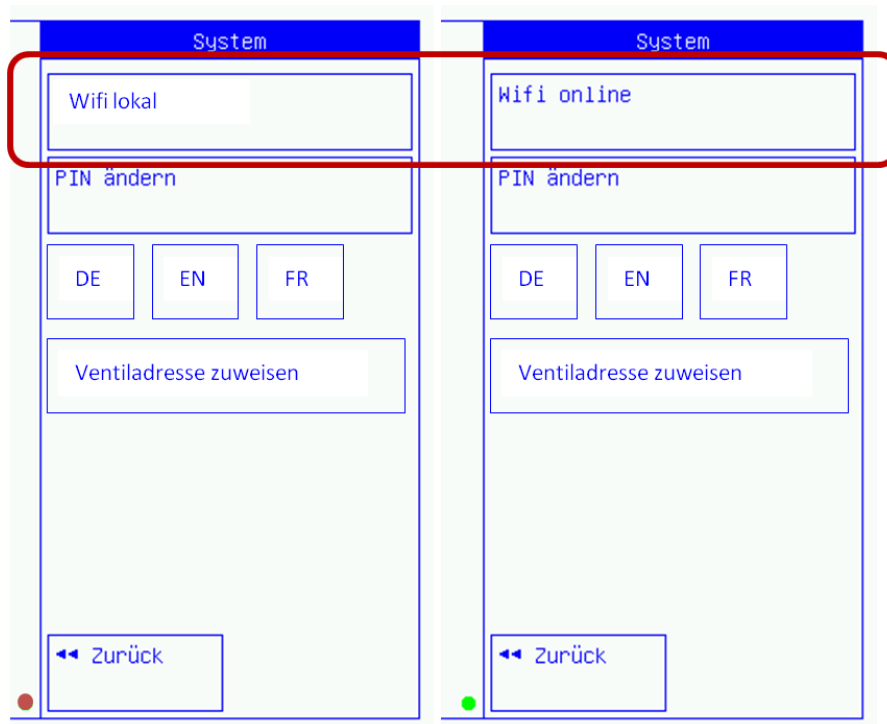 System
Wifi lokal
PIN ändern
DE EN FR
Ventiladresse zuweisen
◄◄ Zurück
System
Wifi online
PIN ändern
DE EN FR
Ventiladresse zuweisen
◄◄ Zurück